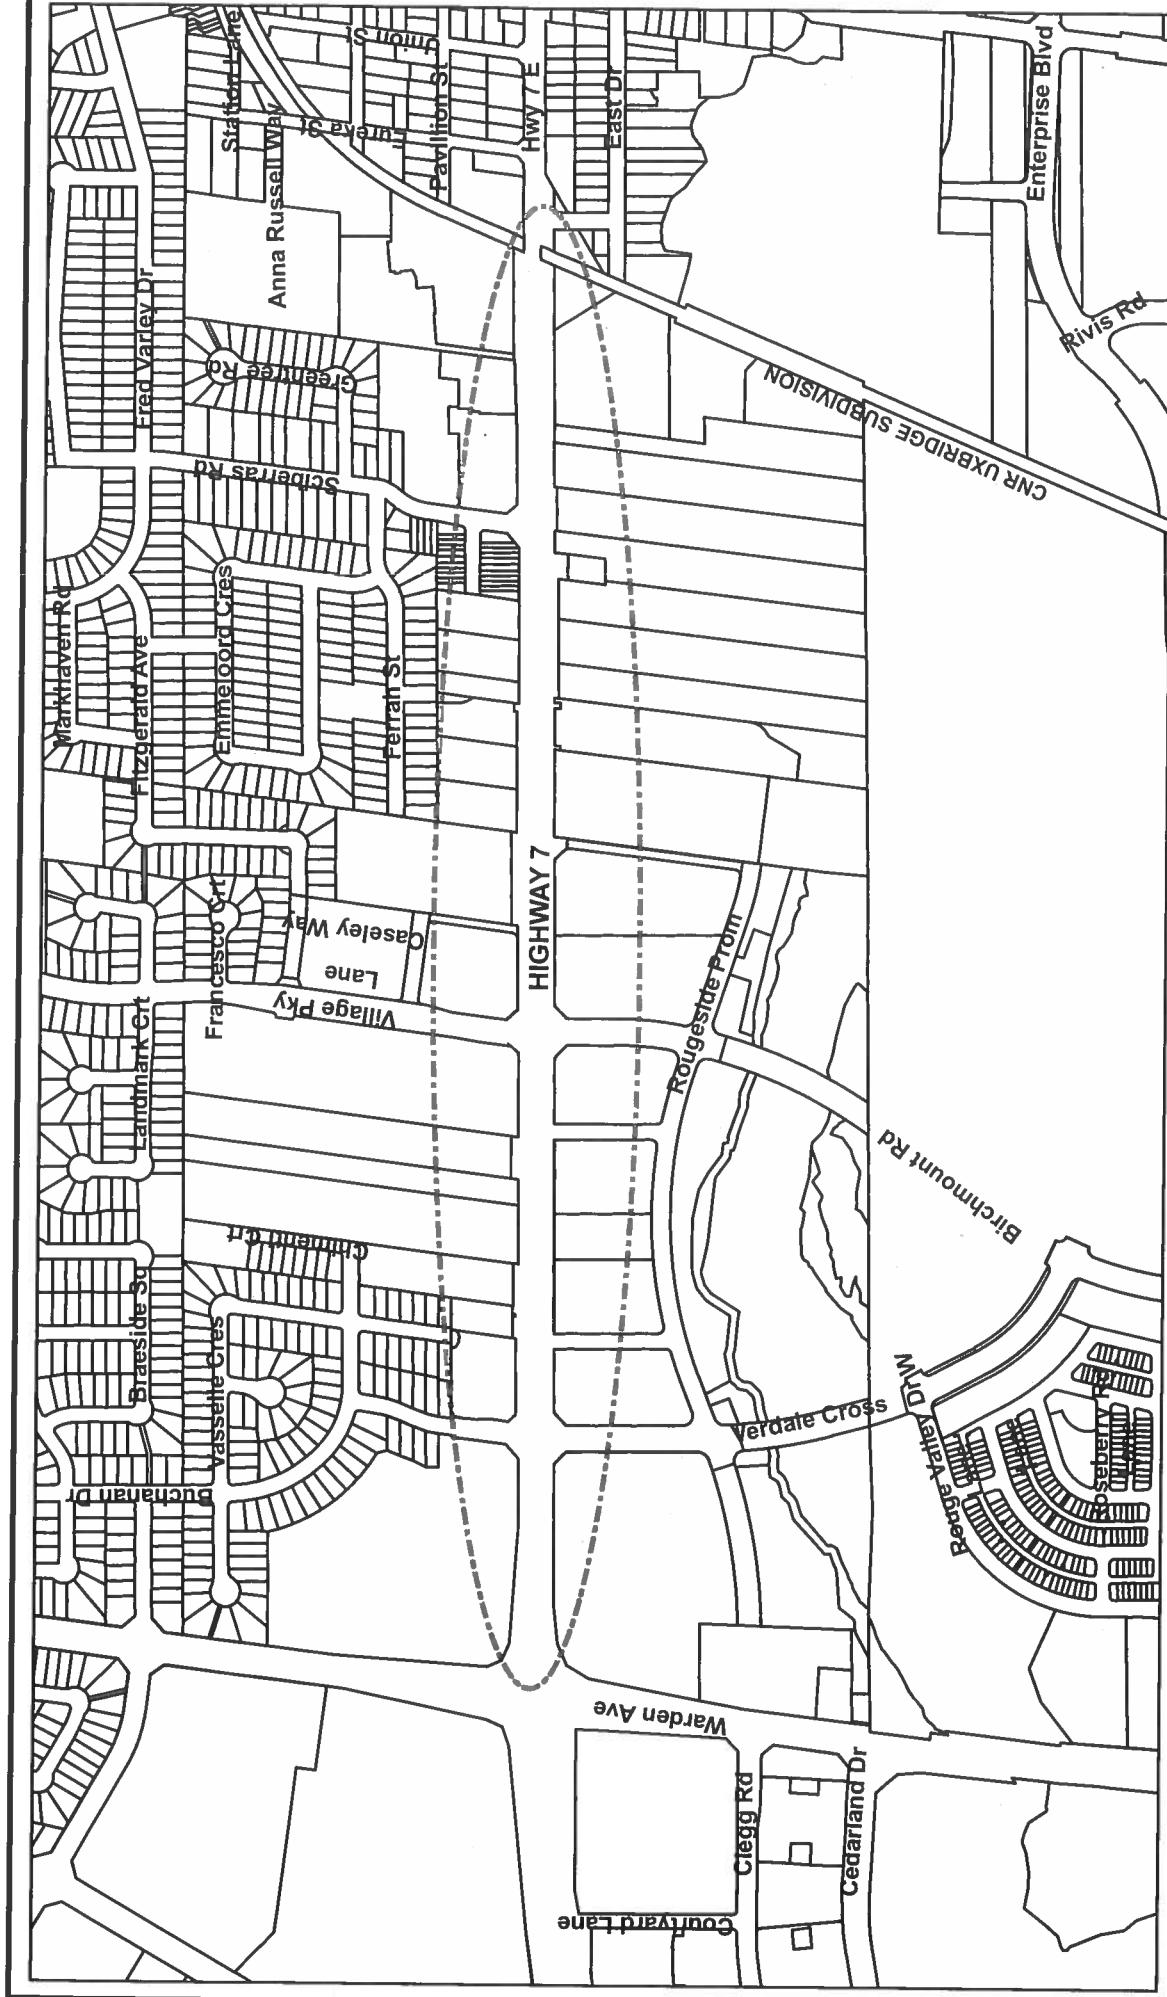 Markhaven Rd
Fred Varley Dr
Fitzgerald Ave
Landmark Crt
Braeside Sq
Buchanan Dr
Vasselle Cres
Chimenti Crt
Francesco Crt
Village Pky
Lane
Caseley Way
Emmeloord Cres
Ferrah St
Sciberras Rd
Greentree Rd
Anna Russell Way
Station Lane
Eureka St
Union St
Pavillion St
HIGHWAY 7
Hwy 7 E
East Dr
Courtyard Lane
Warden Ave
Clegg Rd
Cedarland Dr
Verdale Cross
Rougeside Prom
Birchmount Rd
CNR UXBRIDGE SUBDIVISION
Rouge Valley Dr W
Roseberry Rd
Rivis Rd
Enterprise Blvd